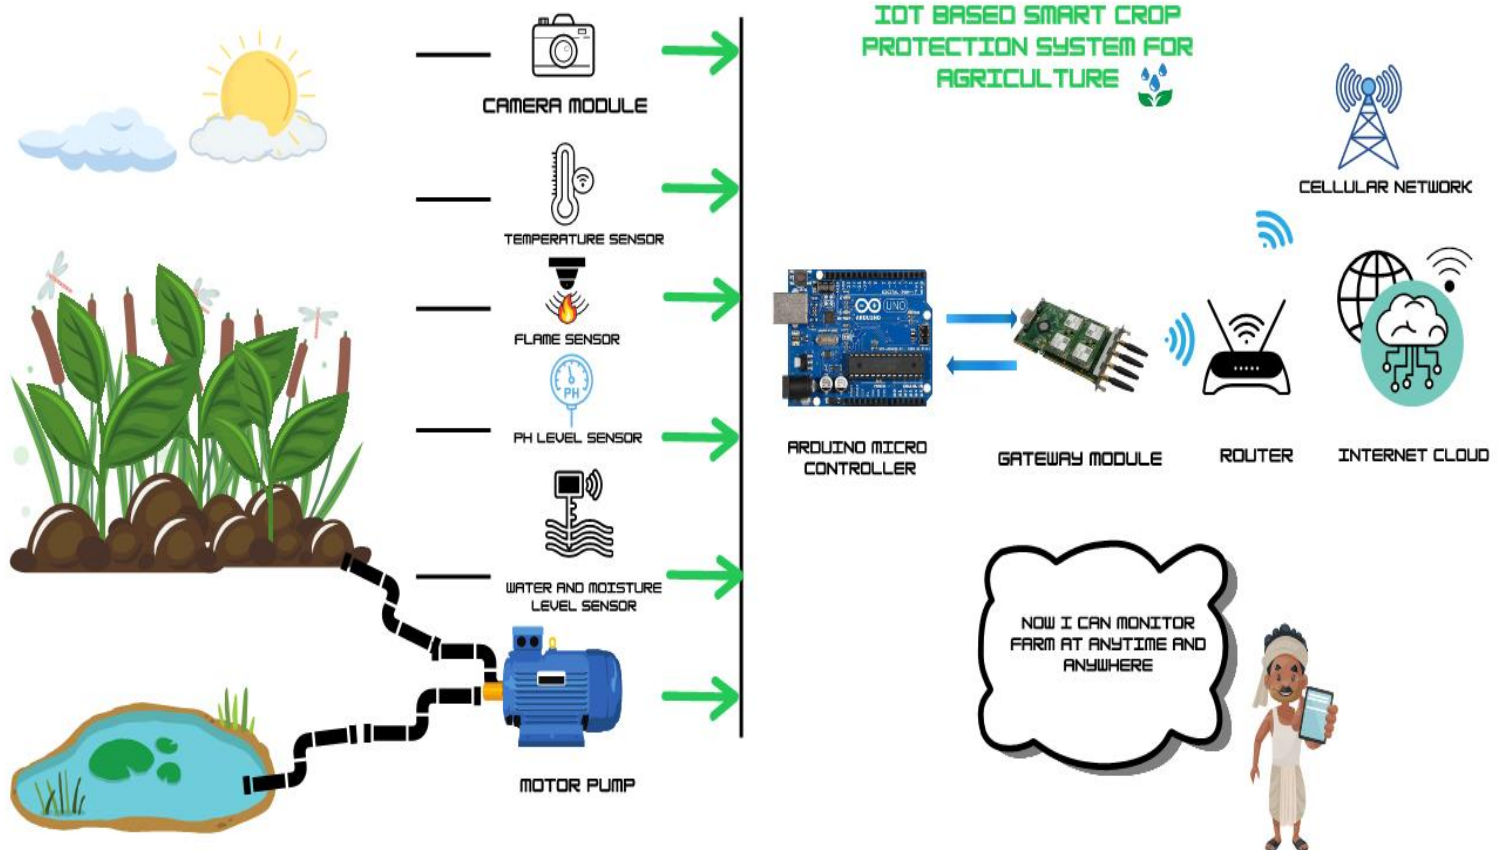 IOT BASED SMART CROP
PROTECTION SYSTEM FOR
AGRICULTURE
CAMERA MODULE
TEMPERATURE SENSOR
FLAME SENSOR
PH
PH LEVEL SENSOR
WATER AND MOISTURE
LEVEL SENSOR
MOTOR PUMP
UNO
ARDUINO
ARDUINO MICRO
CONTROLLER
GATEWAY MODULE
ROUTER
CELLULAR NETWORK
INTERNET CLOUD
NOW I CAN MONITOR
FARM AT ANYTIME AND
ANYWHERE